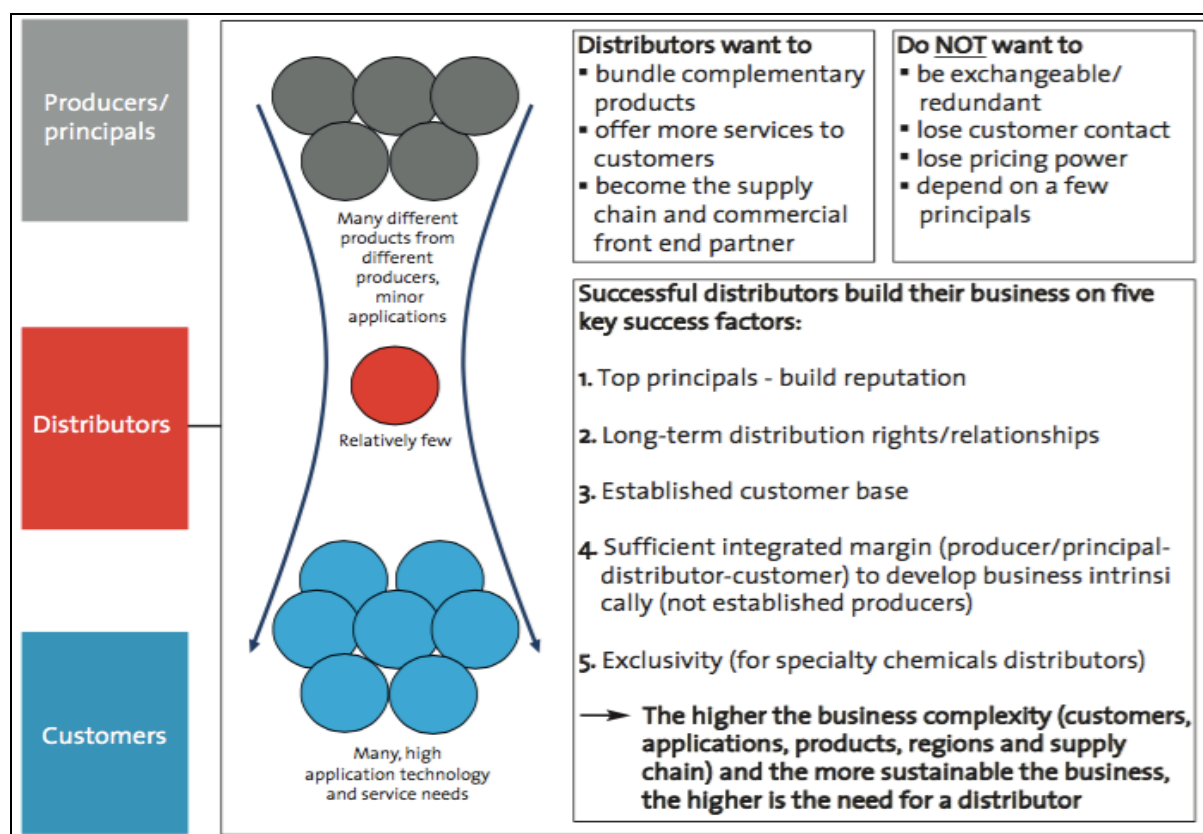 Producers/
principals
Distributors
Customers
Many different
products from
different
producers,
minor
applications
Relatively few
Many, high
application technology
and service needs
Distributors want to
▪ bundle complementary
products
▪ offer more services to
customers
▪ become the supply
chain and commercial
front end partner
Do NOT want to
▪ be exchangeable/
redundant
▪ lose customer contact
▪ lose pricing power
▪ depend on a few
principals
Successful distributors build their business on five
key success factors:
1. Top principals - build reputation
2. Long-term distribution rights/relationships
3. Established customer base
4. Sufficient integrated margin (producer/principal-
distributor-customer) to develop business intrinsi
cally (not established producers)
5. Exclusivity (for specialty chemicals distributors)
→ The higher the business complexity (customers,
applications, products, regions and supply
chain) and the more sustainable the business,
the higher is the need for a distributor